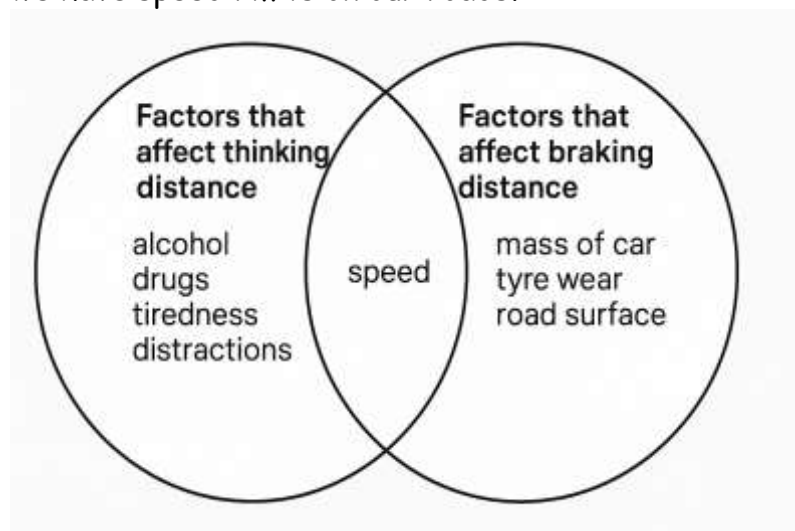 Factors that
affect thinking
distance
alcohol
drugs
tiredness
distractions
speed
Factors that
affect braking
distance
mass of car
tyre wear
road surface